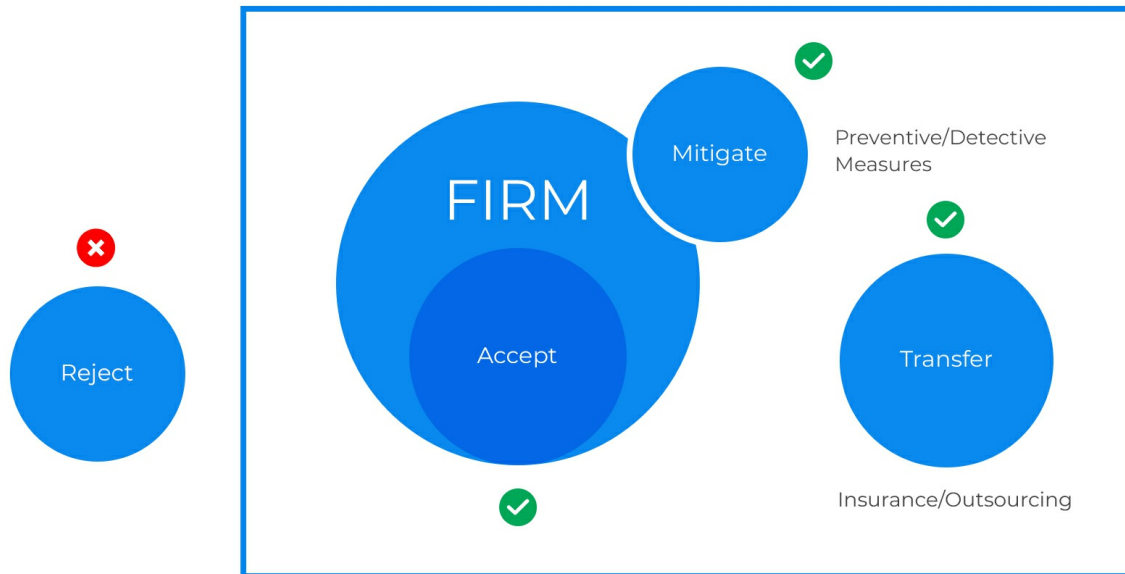 Mitigate
Preventive/Detective
Measures
FIRM
Accept
Reject
Transfer
Insurance/Outsourcing